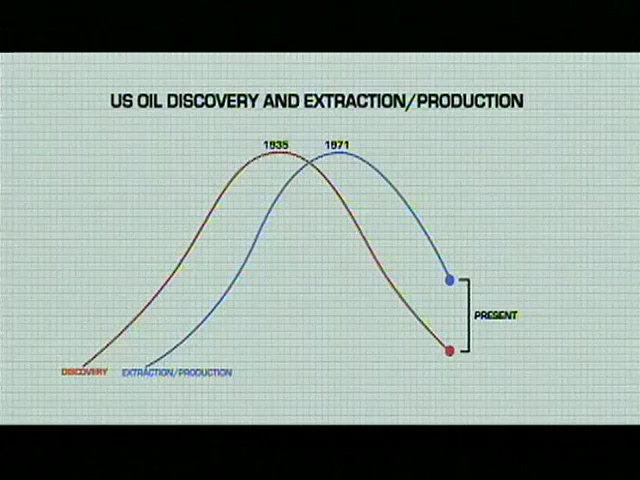 US OIL DISCOVERY AND EXTRACTION/PRODUCTION
1935 1971
PRESENT
DISCOVERY EXTRACTION/PRODUCTION